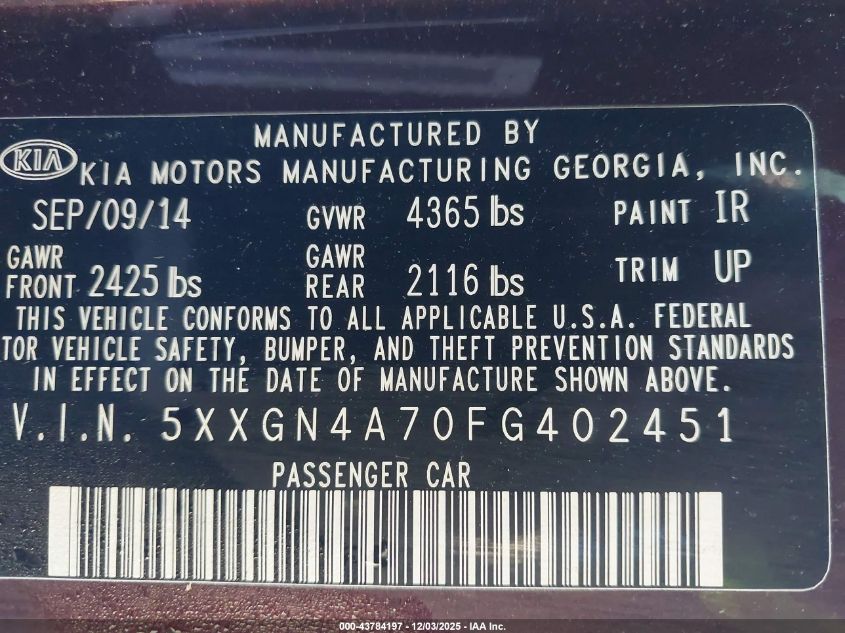 MANUFACTURED BY
KIA KIA MOTORS MANUFACTURING GEORGIA, INC.
SEP/09/14 GVWR 4365 lbs PAINT IR
GAWR FRONT 2425 lbs GAWR REAR 2116 lbs TRIM UP
THIS VEHICLE CONFORMS TO ALL APPLICABLE U.S.A. FEDERAL
TOR VEHICLE SAFETY, BUMPER, AND THEFT PREVENTION STANDARDS
IN EFFECT ON THE DATE OF MANUFACTURE SHOWN ABOVE.
V.I.N. 5XXGN4A70FG402451
PASSENGER CAR
000-43784197 - 12/03/2025 - IAA Inc.